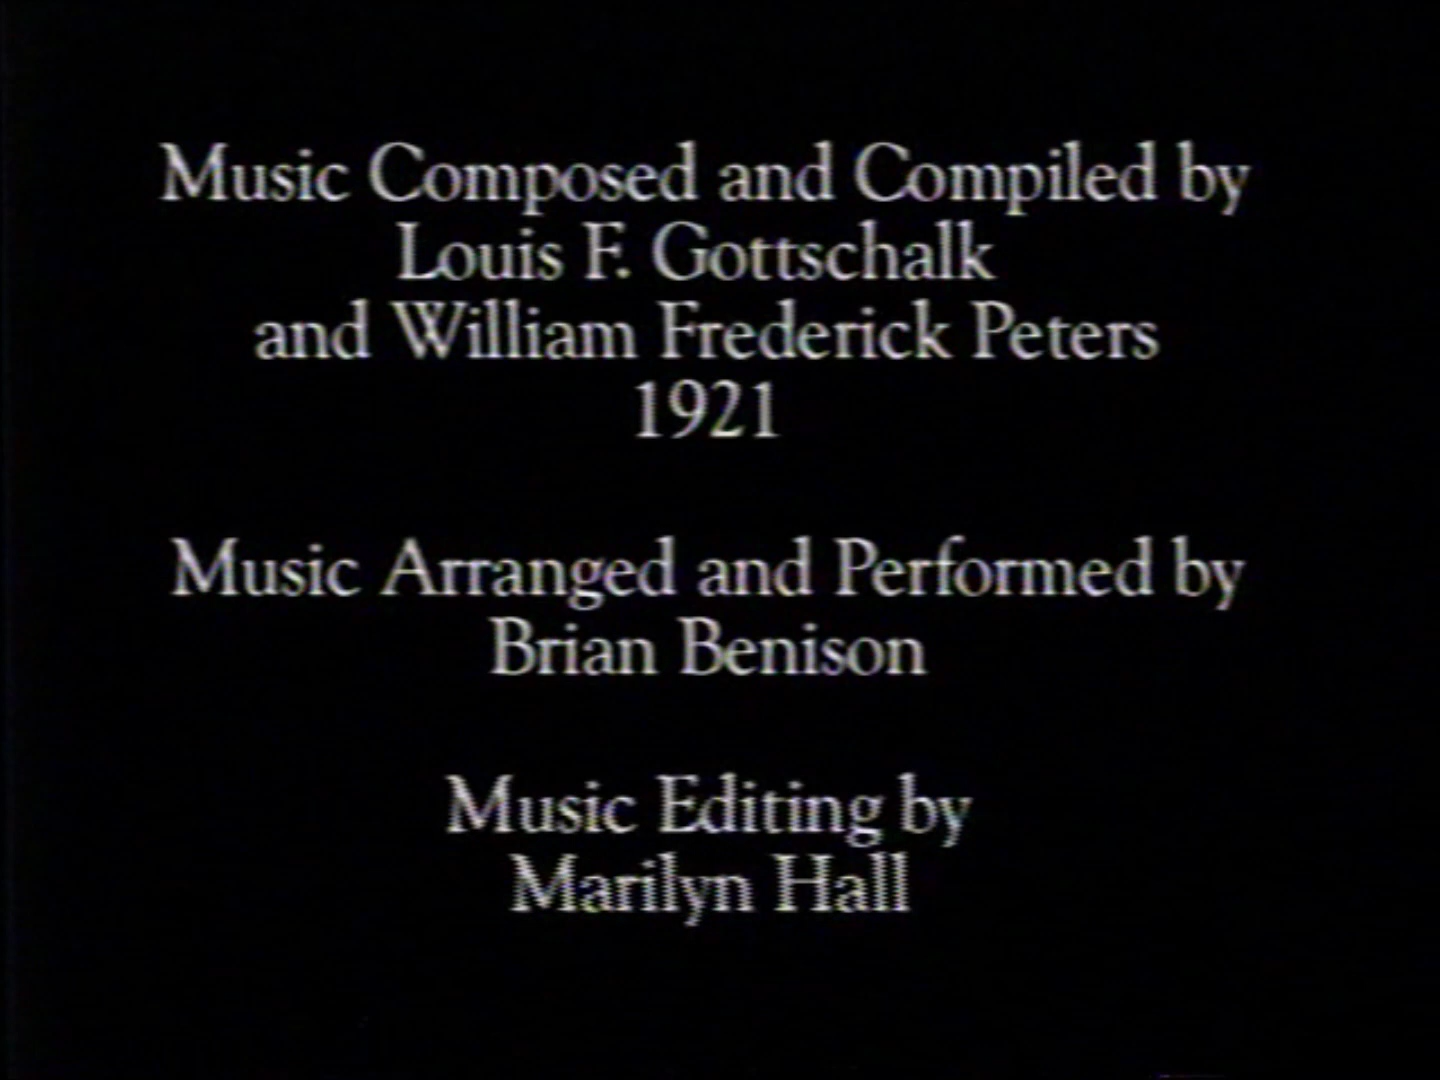 Music Composed and Compiled by
Louis F. Gottschalk
and William Frederick Peters
1921
Music Arranged and Performed by
Brian Benison
Music Editing by
Marilyn Hall